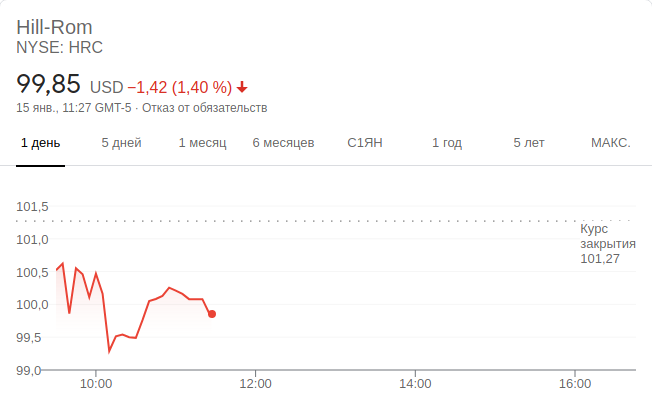 Hill-Rom
NYSE: HRC
99,85 USD −1,42 (1,40 %)
15 янв., 11:27 GMT-5 · Отказ от обязательств
1 день 5 дней 1 месяц 6 месяцев С1ЯН 1 год 5 лет МАКС.
101,5
Курс
закрытия
101,27
101,0
100,5
100,0
99,5
99,0
10:00 12:00 14:00 16:00